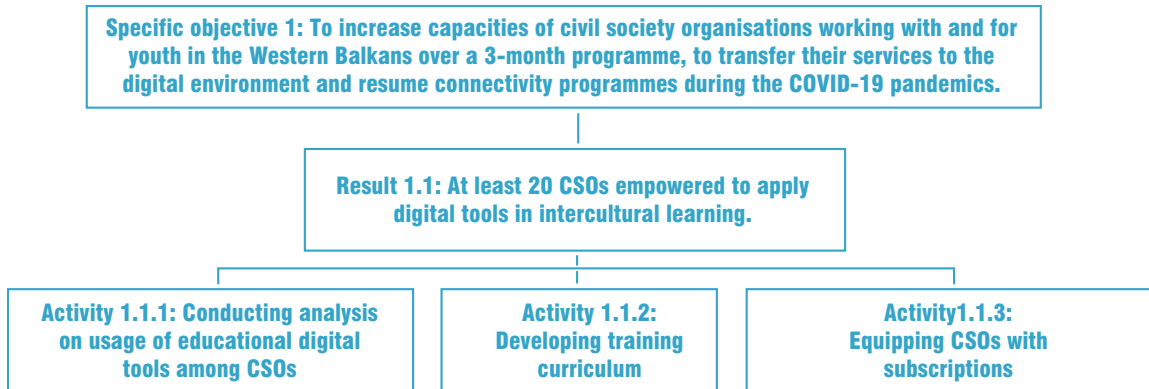 Specific objective 1: To increase capacities of civil society organisations working with and for
youth in the Western Balkans over a 3-month programme, to transfer their services to the
digital environment and resume connectivity programmes during the COVID-19 pandemics.
Result 1.1: At least 20 CSOs empowered to apply
digital tools in intercultural learning.
Activity 1.1.1: Conducting analysis
on usage of educational digital
tools among CSOs
Activity 1.1.2:
Developing training
curriculum
Activity1.1.3:
Equipping CSOs with
subscriptions